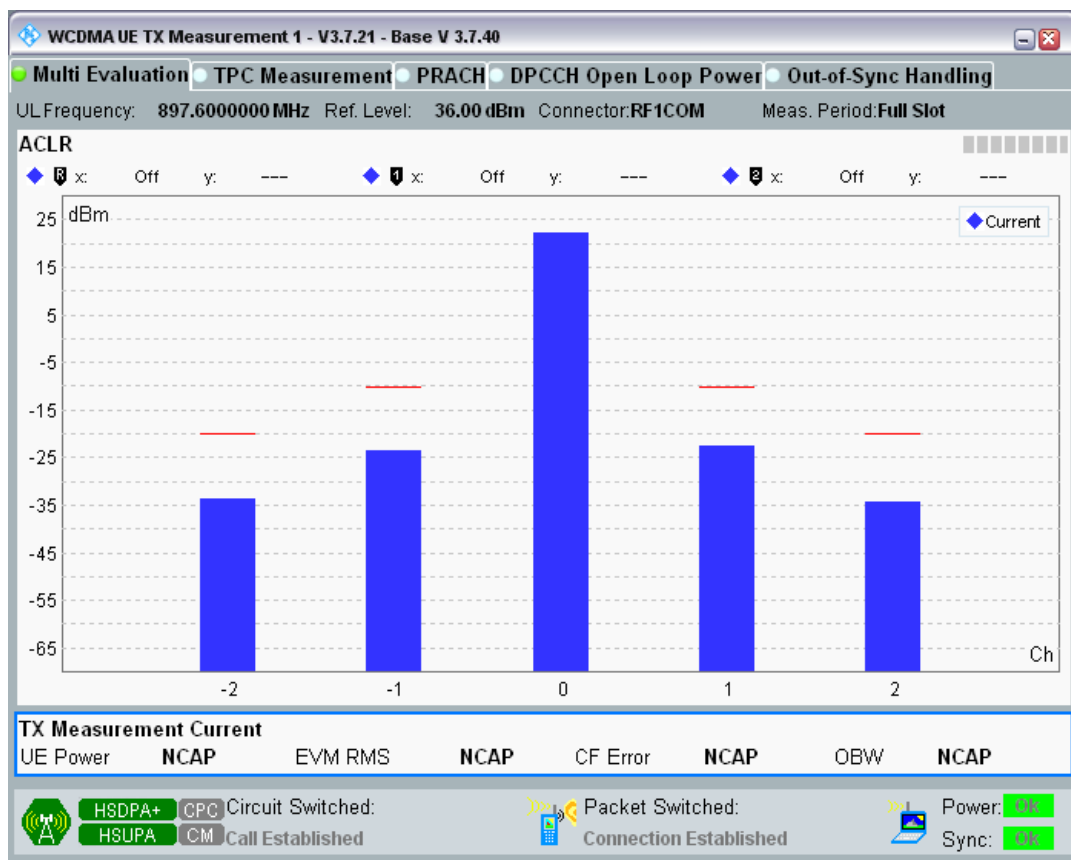 WCDMA UE TX Measurement 1 - V3.7.21 - Base V 3.7.40
Multi Evaluation TPC Measurement PRACH DPCCH Open Loop Power Out-of-Sync Handling
UL Frequency: 897.6000000 MHz Ref. Level: 36.00 dBm Connector: RF1COM Meas. Period: Full Slot
ACLR
R x: Off y: --- 1 x: Off y: --- 2 x: Off y: ---
dBm
Current
25
15
5
-5
-15
-25
-35
-45
-55
-65
Ch
-2 -1 0 1 2
TX Measurement Current
UE Power NCAP EVM RMS NCAP CF Error NCAP OBW NCAP
HSDPA+ CPC Circuit Switched: Packet Switched: Power: OK
HSUPA CM Call Established Connection Established Sync: OK